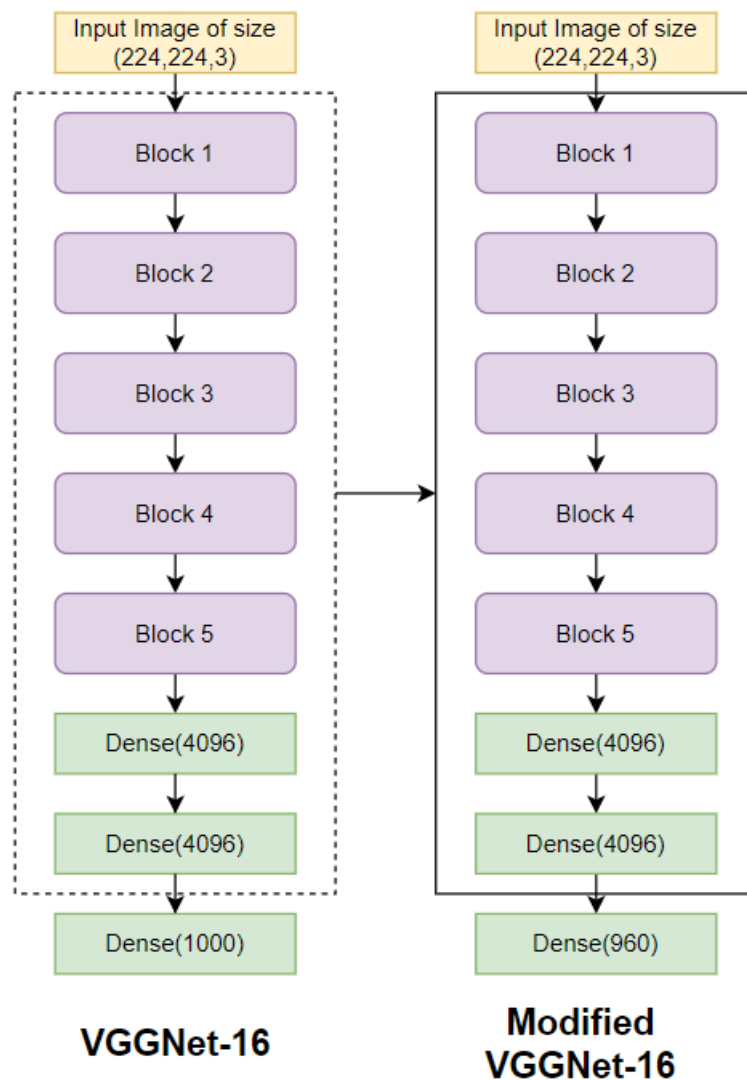 Input Image of size
(224,224,3)
Block 1
Block 2
Block 3
Block 4
Block 5
Dense(4096)
Dense(4096)
Dense(1000)
VGGNet-16
Input Image of size
(224,224,3)
Block 1
Block 2
Block 3
Block 4
Block 5
Dense(4096)
Dense(4096)
Dense(960)
Modified
VGGNet-16